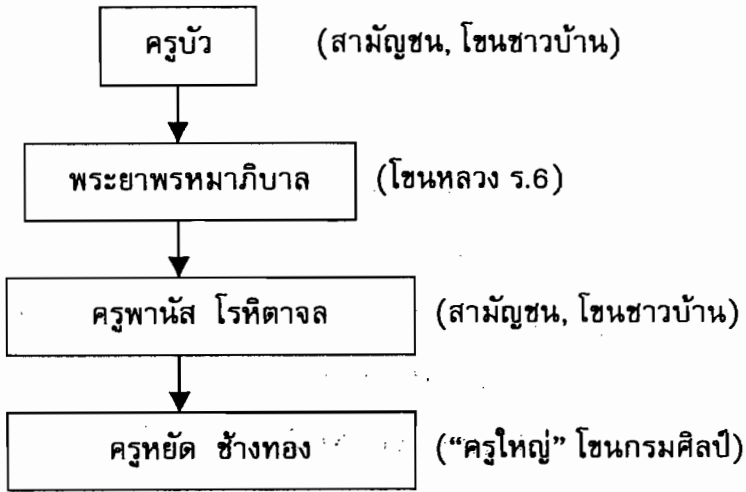 ครูบัว (สามัญชน, โขนชาวบ้าน)
พระยาพรหมาภิบาล (โขนหลวง ร.6)
ครูพานัส โรหิตาจล (สามัญชน, โขนชาวบ้าน)
ครูหยัด ช้างทอง (“ครูใหญ่” โขนกรมศิลป์)